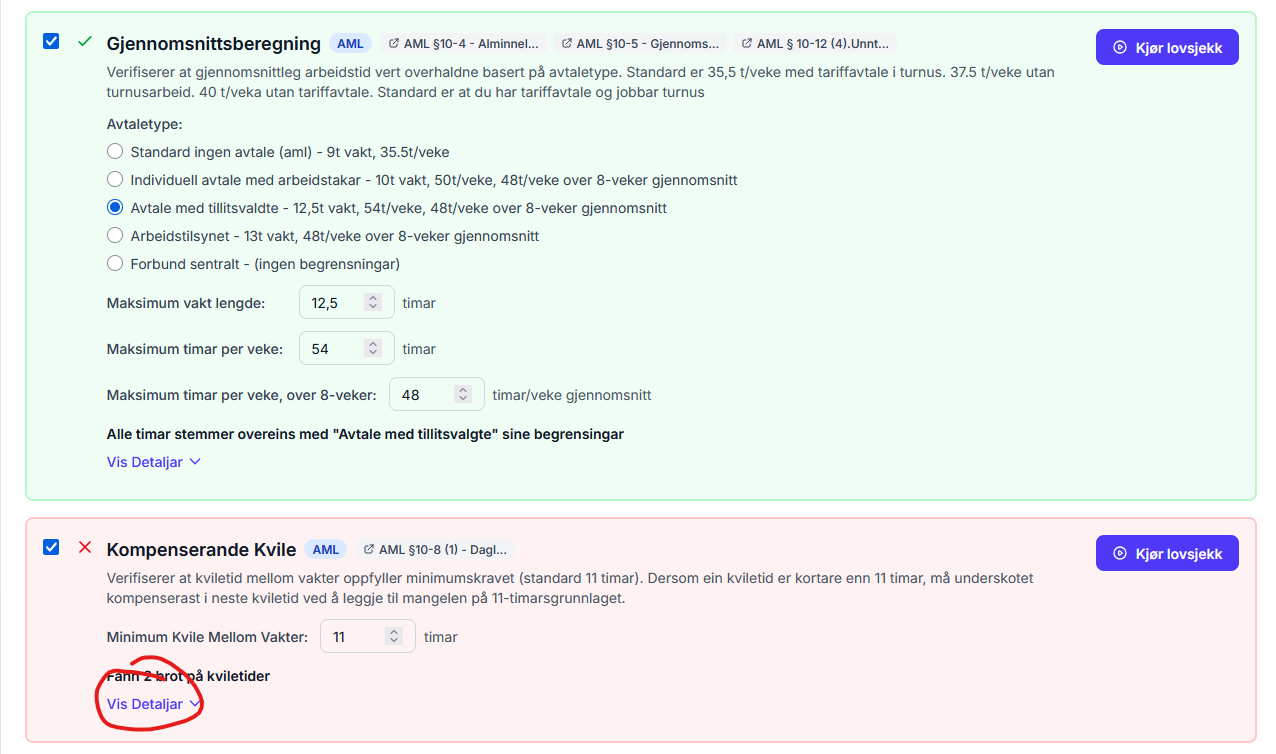 Gjennomsnittsberegning AML AML §10-4 - Alminnel... AML §10-5 - Gjennoms... AML § 10-12 (4).Unnt... Kjør lovsjekk
Verifiserer at gjennomsnittleg arbeidstid vert overhaldne basert på avtaletype. Standard er 35,5 t/veke med tariffavtale i turnus. 37.5 t/veke utan
turnusarbeid. 40 t/veka utan tariffavtale. Standard er at du har tariffavtale og jobbar turnus
Avtaletype:
Standard ingen avtale (aml) - 9t vakt, 35.5t/veke
Individuell avtale med arbeidstakar - 10t vakt, 50t/veke, 48t/veke over 8-veker gjennomsnitt
Avtale med tillitsvaldte - 12,5t vakt, 54t/veke, 48t/veke over 8-veker gjennomsnitt
Arbeidstilsynet - 13t vakt, 48t/veke over 8-veker gjennomsnitt
Forbund sentralt - (ingen begrensningar)
Maksimum vakt lengde: 12,5 timar
Maksimum timar per veke: 54 timar
Maksimum timar per veke, over 8-veker: 48 timar/veke gjennomsnitt
Alle timar stemmer overeins med "Avtale med tillitsvalgte" sine begrensingar
Vis Detaljar
Kompenserande Kvile AML AML §10-8 (1) - Dagl... Kjør lovsjekk
Verifiserer at kviletid mellom vakter oppfyller minimumskravet (standard 11 timar). Dersom ein kviletid er kortare enn 11 timar, må underskotet
kompenserast i neste kviletid ved å leggje til mangelen på 11-timarsgrunnlaget.
Minimum Kvile Mellom Vakter: 11 timar
Fann 2 brot på kviletider
Vis Detaljar